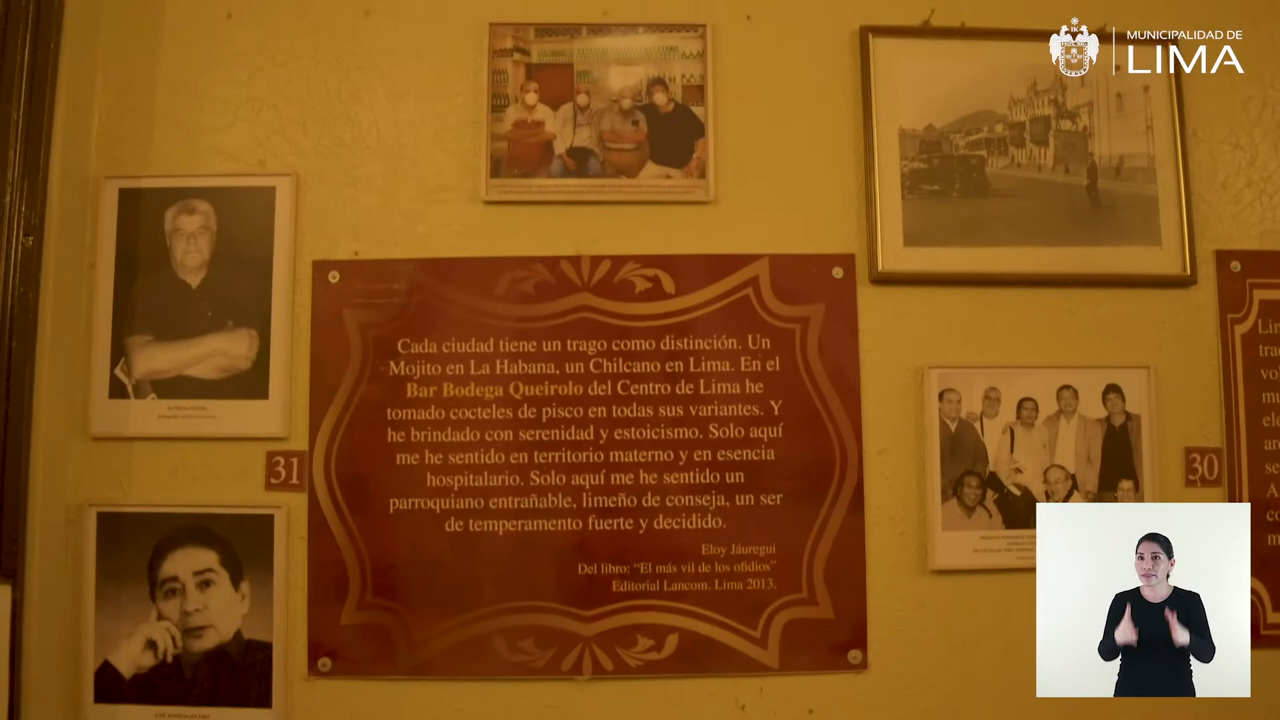 MUNICIPALIDAD DE
LIMA
Cada ciudad tiene un trago como distinción. Un
Mojito en La Habana, un Chilcano en Lima. En el
Bar Bodega Queirolo del Centro de Lima he
tomado cocteles de pisco en todas sus variantes. Y
he brindado con serenidad y estoicismo. Solo aquí
me he sentido en territorio materno y en esencia
hospitalario. Solo aquí me he sentido un
parroquiano entrañable, limeño de conseja, un ser
de temperamento fuerte y decidido.
Eloy Jáuregui
Del libro: “El más vil de los ofidios”
Editorial Lancom. Lima 2013.
31
30